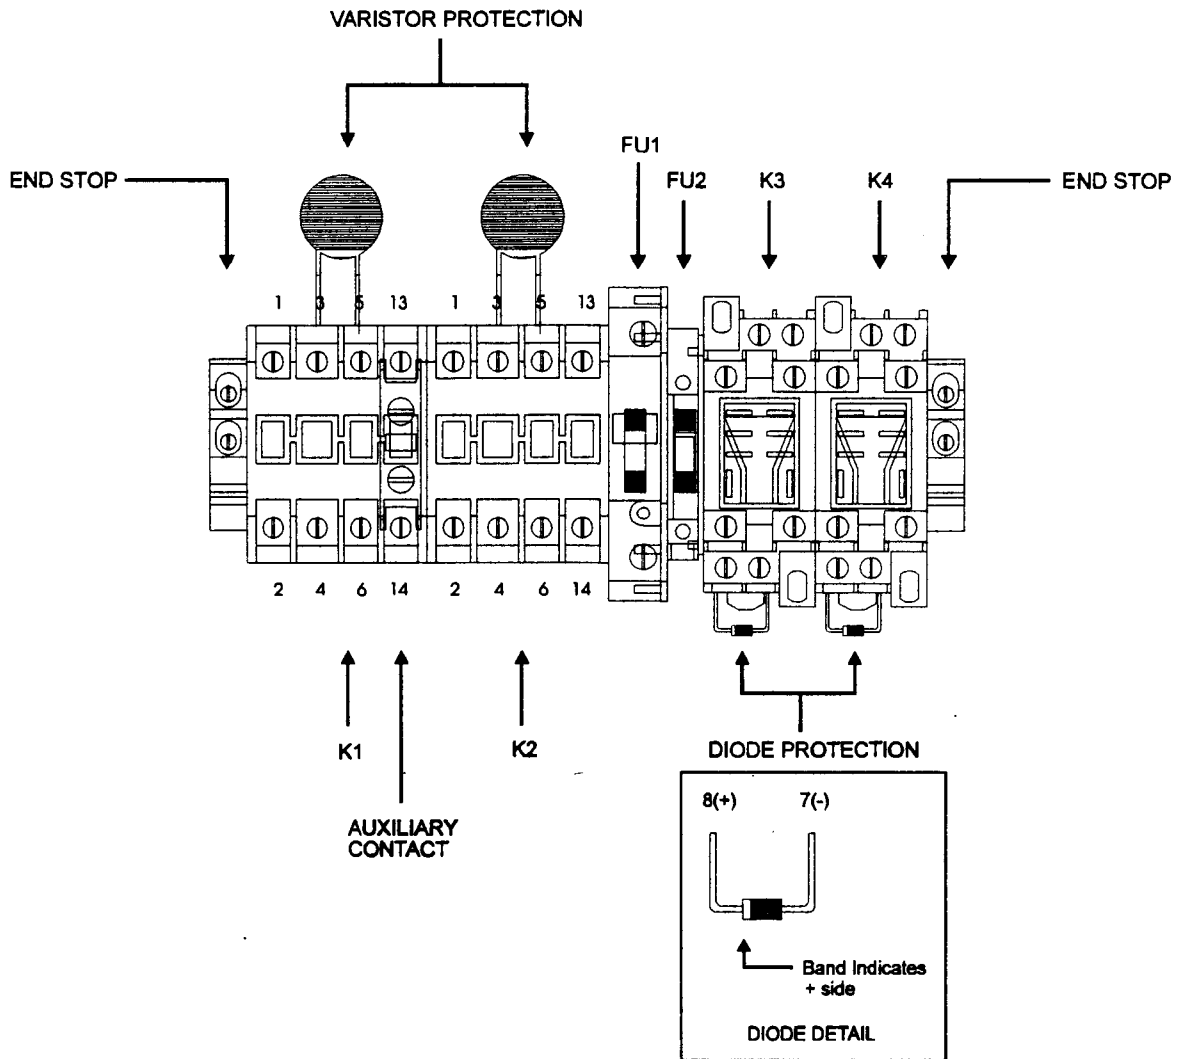 VARISTOR PROTECTION
FU1
END STOP
FU2
K3
K4
END STOP
1 3 5 13 1 3 5 13
2 4 6 14 2 4 6 14
K1
K2
DIODE PROTECTION
AUXILIARY
CONTACT
8(+) 7(-)
Band Indicates
+ side
DIODE DETAIL